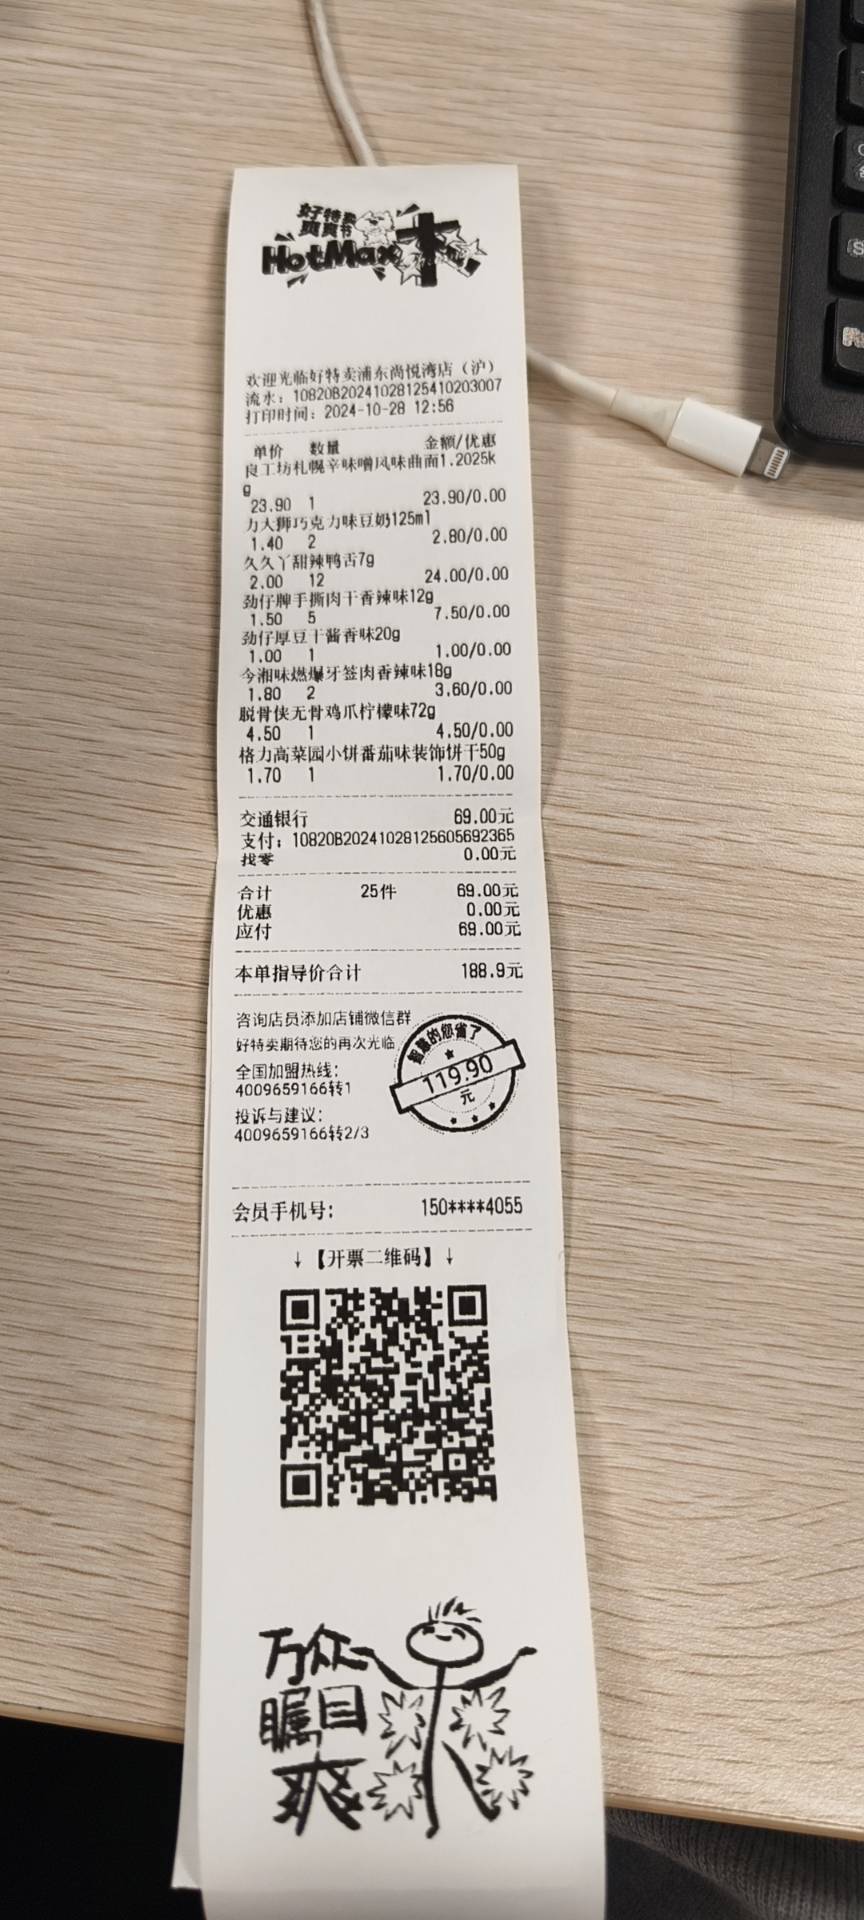 好特卖
爽爽节
HotMax
欢迎光临好特卖浦东尚悦湾店（沪）
流水：10820B20241028125410203007
打印时间：2024-10-28 12:56
单价 数量 金额/优惠
良工坊札幌辛味噌风味曲面1.2025k
g
23.90 1 23.90/0.00
力大狮巧克力味豆奶125ml
1.40 2 2.80/0.00
久久丫甜辣鸭舌7g
2.00 12 24.00/0.00
劲仔牌手撕肉干香辣味12g
1.50 5 7.50/0.00
劲仔厚豆干酱香味20g
1.00 1 1.00/0.00
今湘味燃爆牙签肉香辣味18g
1.80 2 3.60/0.00
脱骨侠无骨鸡爪柠檬味72g
4.50 1 4.50/0.00
格力高菜园小饼番茄味装饰饼干50g
1.70 1 1.70/0.00
交通银行 69.00元
支付：10820B20241028125605692365
找零 0.00元
合计 25件 69.00元
优惠 0.00元
应付 69.00元
本单指导价合计 188.9元
咨询店员添加店铺微信群
好特卖期待您的再次光临
全国加盟热线：
4009659166转1
投诉与建议：
4009659166转2/3
智慧的您省了
119.90
元
会员手机号： 150****4055
↓【开票二维码】↓
万众
瞩目
爽